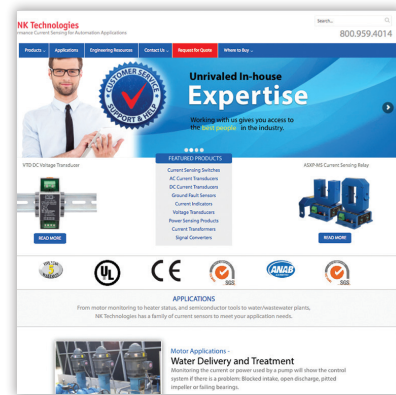 NK Technologies
rmance Current Sensing for Automation Applications
Search...
800.959.4014
Products
Applications
Engineering Resources
Contact Us
Request for Quote
Where to Buy
CUSTOMER SERVICE
SUPPORT & HELP
Unrivaled In-house
Expertise
Working with us gives you access to
the best people in the industry.
VTD DC Voltage Transducer
FEATURED PRODUCTS
ASXP-MS Current Sensing Relay
Current Sensing Switches
AC Current Transducers
DC Current Transducers
Ground Fault Sensors
Current Indicators
Voltage Transducers
Power Sensing Products
Current Transformers
Signal Converters
READ MORE
READ MORE
UL
CE
SGS
ANAB
SGS
APPLICATIONS
From motor monitoring to heater status, and semiconductor tools to water/wastewater plants,
NK Technologies has a family of current sensors to meet your application needs.
Motor Applications -
Water Delivery and Treatment
Monitoring the current or power used by a pump will show the control
system if there is a problem: Blocked intake, open discharge, pitted
impeller or failing bearings.